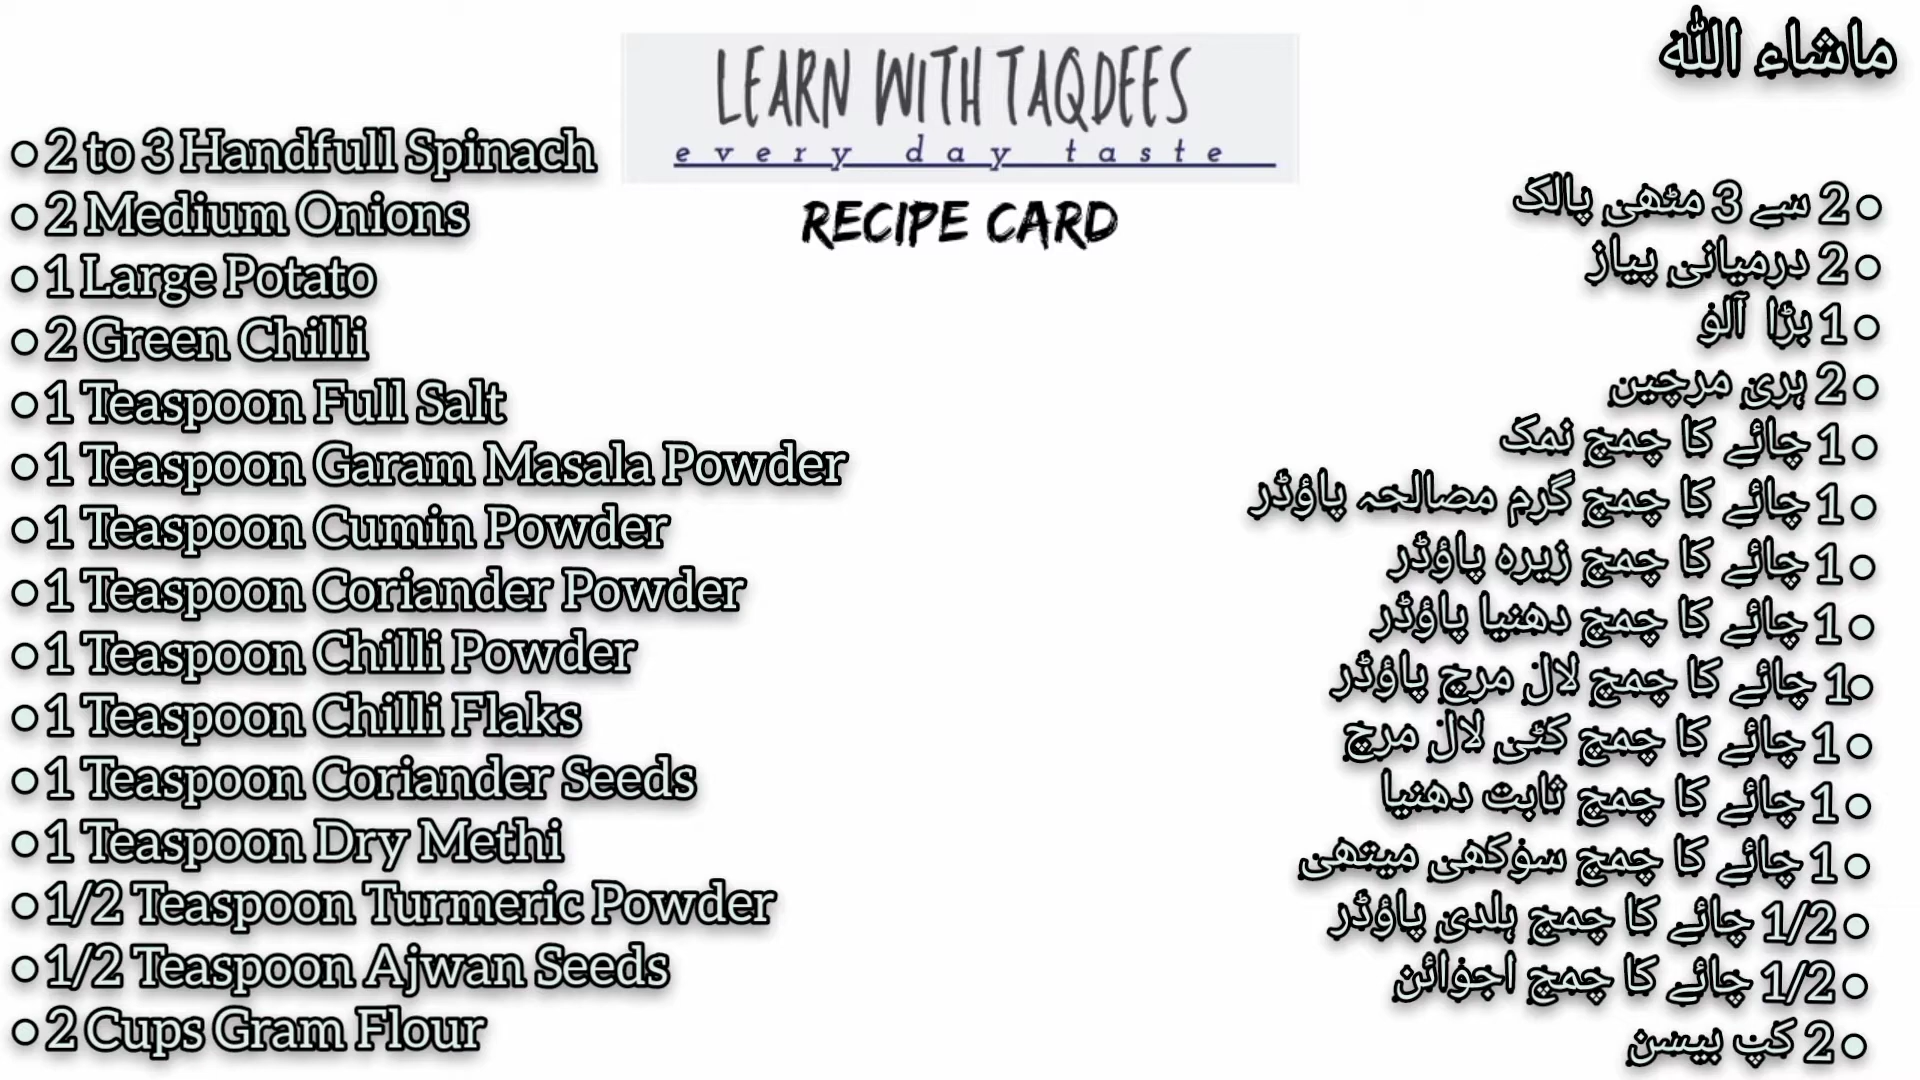 ماشاء الله
LEARN WITH TAQDEES
every day taste
RECIPE CARD
• 2 to 3 Handfull Spinach
• 2 Medium Onions
• 1 Large Potato
• 2 Green Chilli
• 1 Teaspoon Full Salt
• 1 Teaspoon Garam Masala Powder
• 1 Teaspoon Cumin Powder
• 1 Teaspoon Coriander Powder
• 1 Teaspoon Chilli Powder
• 1 Teaspoon Chilli Flaks
• 1 Teaspoon Coriander Seeds
• 1 Teaspoon Dry Methi
• 1/2 Teaspoon Turmeric Powder
• 1/2 Teaspoon Ajwan Seeds
• 2 Cups Gram Flour
• 2 سے 3 مٹھی پالک
• 2 درمیانی پیاز
• 1 بڑا آلو
• 2 ہری مرچیں
• 1 چائے کا چمچ نمک
• 1 چائے کا چمچ گرم مضالحہ پاؤڈر
• 1 چائے کا چمچ زیرہ پاؤڈر
• 1 چائے کا چمچ دھنیا پاؤڈر
• 1 چائے کا چمچ لال مرچ پاؤڈر
• 1 چائے کا چمچ کٹی لال مرچ
• 1 چائے کا چمچ ثابت دھنیا
• 1 چائے کا چمچ سوکھی میتھی
• 1/2 چائے کا چمچ ہلدی پاؤڈر
• 1/2 چائے کا چمچ اجوائن
• 2 کپ بیسن